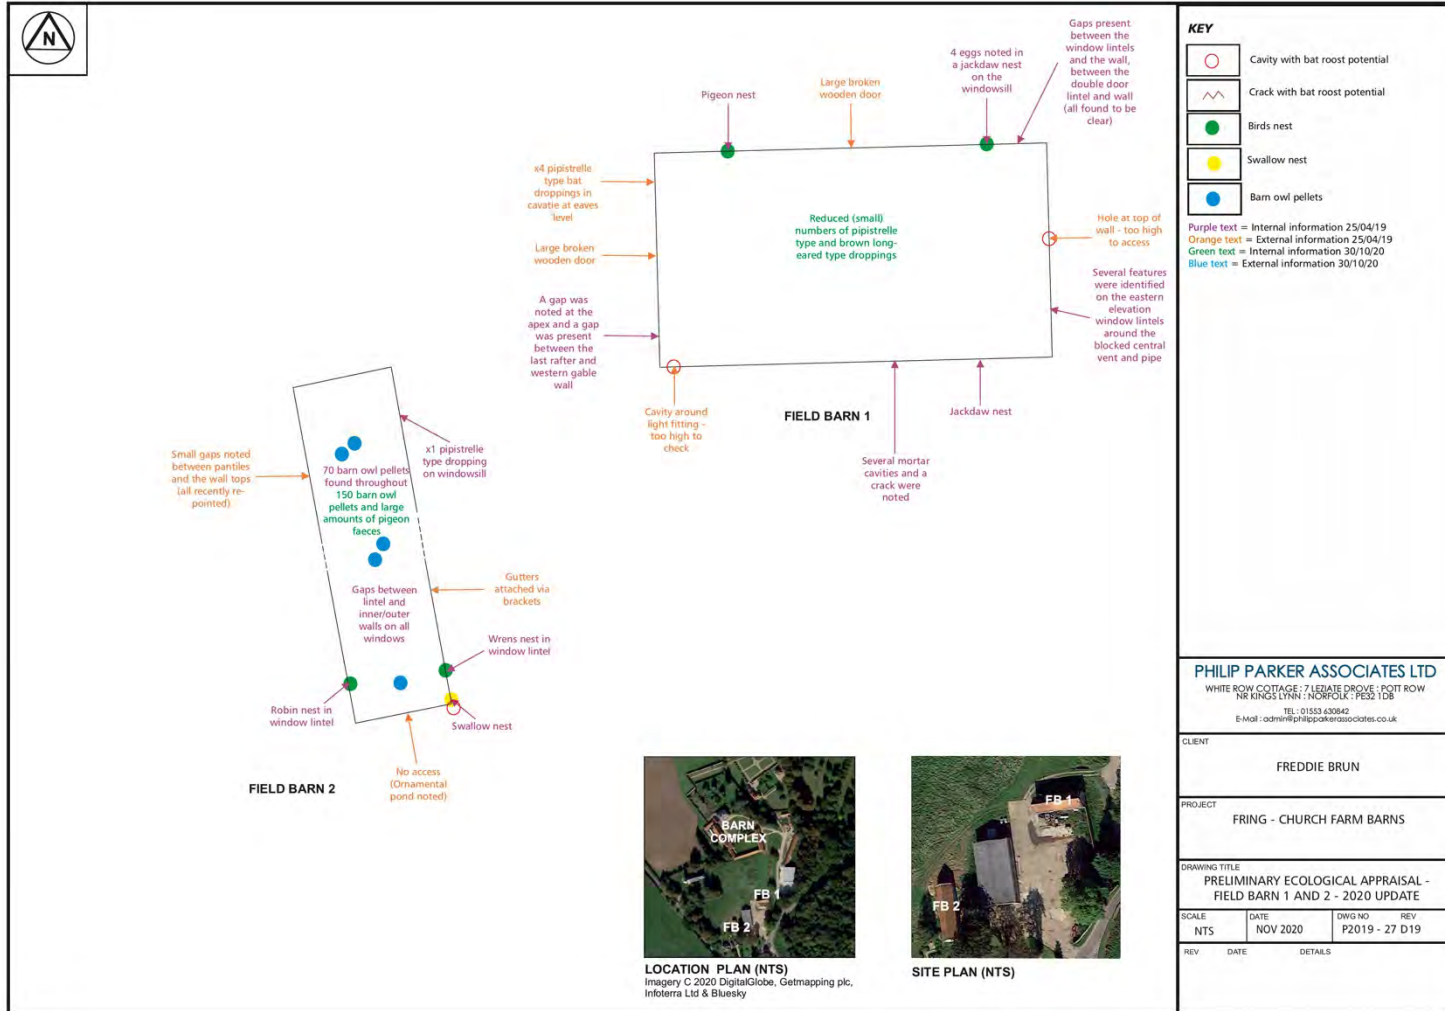 N
Pigeon nest
Large broken
wooden door
4 eggs noted in
a jackdaw nest
on the
windowsill
Gaps present
between the
window lintels
and the wall,
between the
double door
lintel and wall
(all found to be
clear)
x4 pipistrelle
type bat
droppings in
cavatie at eaves
level
Large broken
wooden door
A gap was
noted at the
apex and a gap
was present
between the
last rafter and
western gable
wall
Reduced (small)
numbers of pipistrelle
type and brown long-
eared type droppings
Hole at top of
wall - too high
to access
Several features
were identified
on the eastern
elevation
window lintels
around the
blocked central
vent and pipe
Cavity around
light fitting -
too high to
check
FIELD BARN 1
Jackdaw nest
Several mortar
cavities and a
crack were
noted
Small gaps noted
between pantiles
and the wall tops
(all recently re-
pointed)
x1 pipistrelle
type dropping
on windowsill
70 barn owl pellets
found throughout
150 barn owl
pellets and large
amounts of pigeon
faeces
Gaps between
lintel and
inner/outer
walls on all
windows
Gutters
attached via
brackets
Wrens nest in
window lintel
Robin nest in
window lintel
Swallow nest
No access
(Ornamental
pond noted)
FIELD BARN 2
BARN
COMPLEX
FB 1
FB 2
LOCATION PLAN (NTS)
Imagery C 2020 DigitalGlobe, Getmapping plc,
Infoterra Ltd & Bluesky
FB 1
FB 2
SITE PLAN (NTS)
KEY
Cavity with bat roost potential
Crack with bat roost potential
Birds nest
Swallow nest
Barn owl pellets
Purple text = Internal information 25/04/19
Orange text = External information 25/04/19
Green text = Internal information 30/10/20
Blue text = External information 30/10/20
PHILIP PARKER ASSOCIATES LTD
WHITE ROW COTTAGE : 7 LEZIATE DROVE : POTT ROW
NR KINGS LYNN : NORFOLK : PE32 1DB
TEL : 01553 630842
E-Mail : admin@philipparkerassociates.co.uk
CLIENT
FREDDIE BRUN
PROJECT
FRING - CHURCH FARM BARNS
DRAWING TITLE
PRELIMINARY ECOLOGICAL APPRAISAL -
FIELD BARN 1 AND 2 - 2020 UPDATE
SCALE DATE DWG NO REV
NTS NOV 2020 P2019 - 27 D19
REV DATE DETAILS